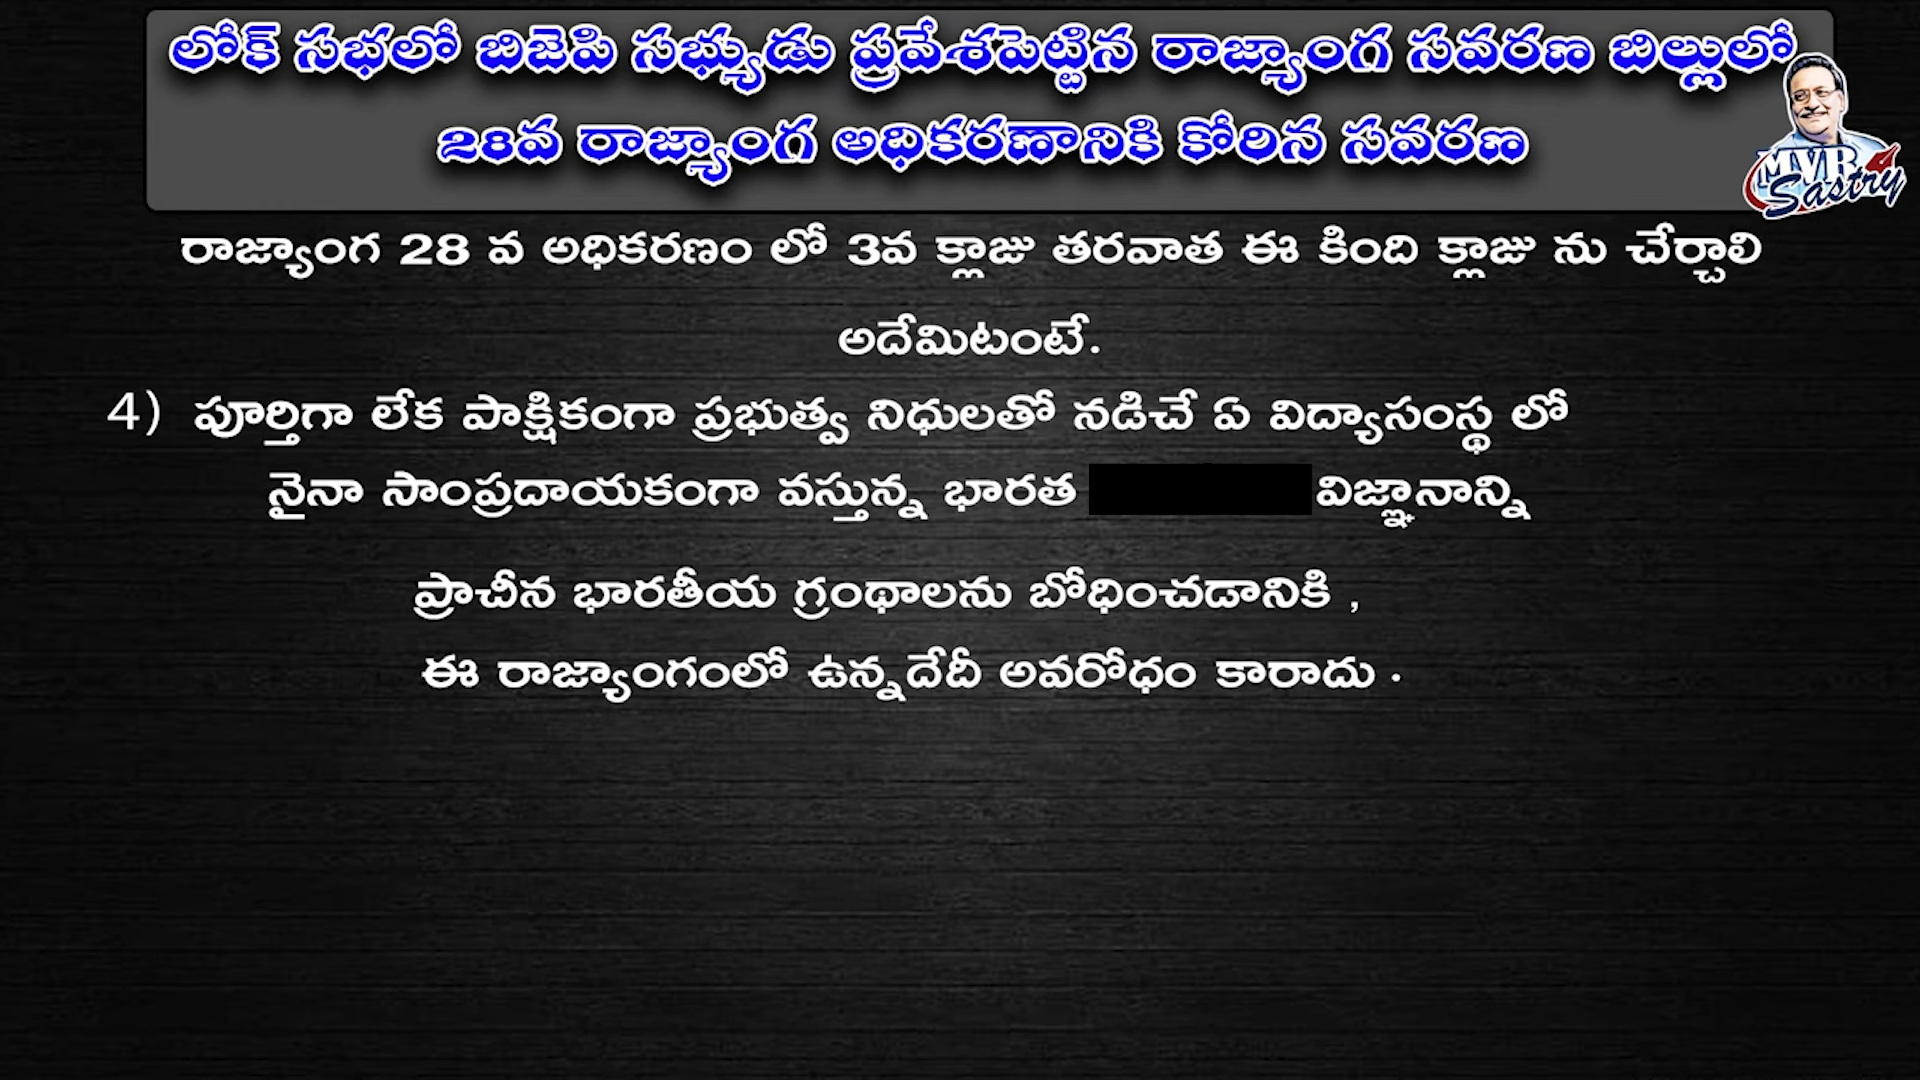 లోక్ సభలో బిజెపి సభ్యుడు ప్రవేశపెట్టిన రాజ్యాంగ సవరణ బిల్లులో
28వ రాజ్యాంగ అధికరణానికి కోరిన సవరణ
MVR
Sastry
రాజ్యాంగ 28 వ అధికరణం లో 3వ క్లాజు తరవాత ఈ కింది క్లాజు ను చేర్చాలి
అదేమిటంటే.
4) పూర్తిగా లేక పాక్షికంగా ప్రభుత్వ నిధులతో నడిచే ఏ విద్యాసంస్థ లో
నైనా సాంప్రదాయకంగా వస్తున్న భారత విజ్ఞానాన్ని
ప్రాచీన భారతీయ గ్రంథాలను బోధించడానికి ,
ఈ రాజ్యాంగంలో ఉన్నదేదీ అవరోధం కారాదు .